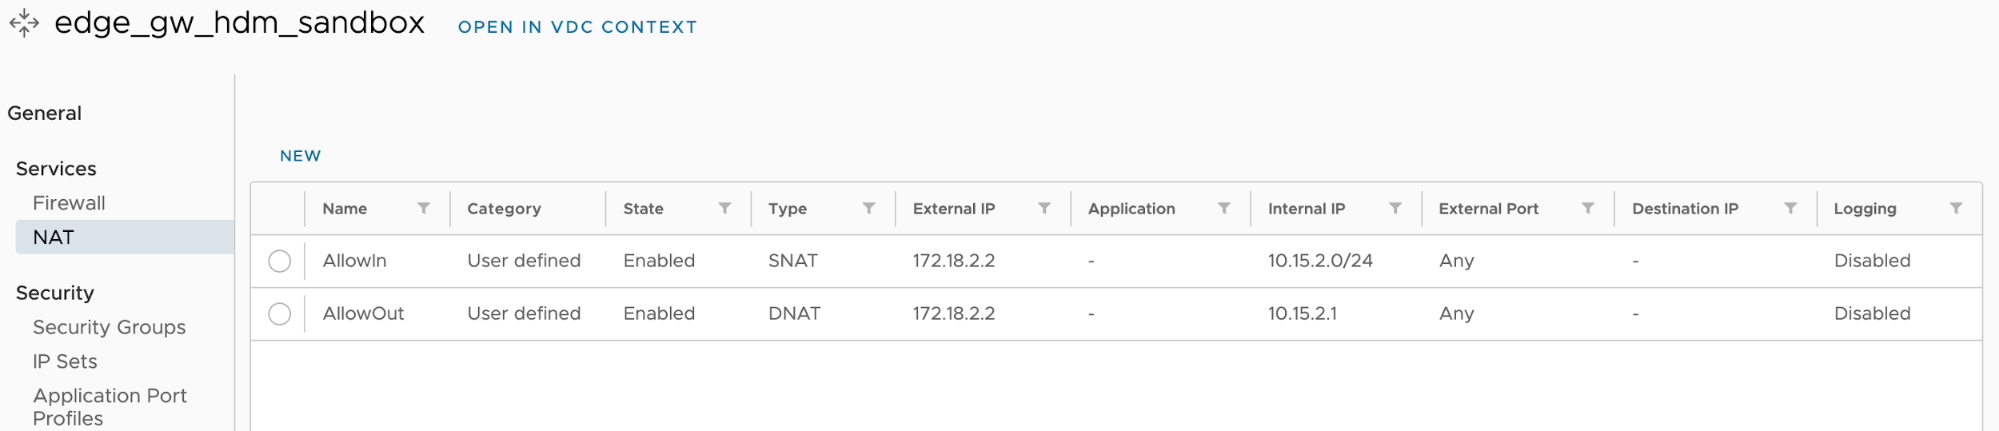 edge_gw_hdm_sandbox OPEN IN VDC CONTEXT
General
Services
Firewall
NAT
Security
Security Groups
IP Sets
Application Port
Profiles
NEW
Name Category State Type External IP Application Internal IP External Port Destination IP Logging
AllowIn User defined Enabled SNAT 172.18.2.2 - 10.15.2.0/24 Any - Disabled
AllowOut User defined Enabled DNAT 172.18.2.2 - 10.15.2.1 Any - Disabled